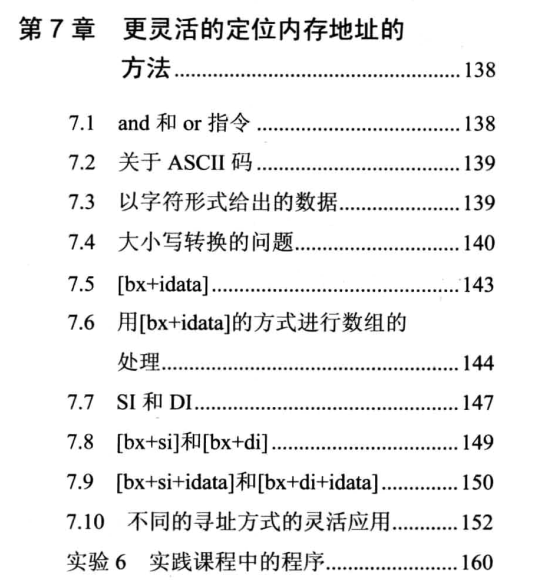 第 7 章 更灵活的定位内存地址的
方法................................................138
7.1 and 和 or 指令..................................138
7.2 关于 ASCII 码..................................139
7.3 以字符形式给出的数据....................139
7.4 大小写转换的问题............................140
7.5 [bx+idata]..........................................143
7.6 用[bx+idata]的方式进行数组的
处理..................................................144
7.7 SI 和 DI.............................................147
7.8 [bx+si]和[bx+di]................................149
7.9 [bx+si+idata]和[bx+di+idata].............150
7.10 不同的寻址方式的灵活应用...........152
实验 6 实践课程中的程序......................160